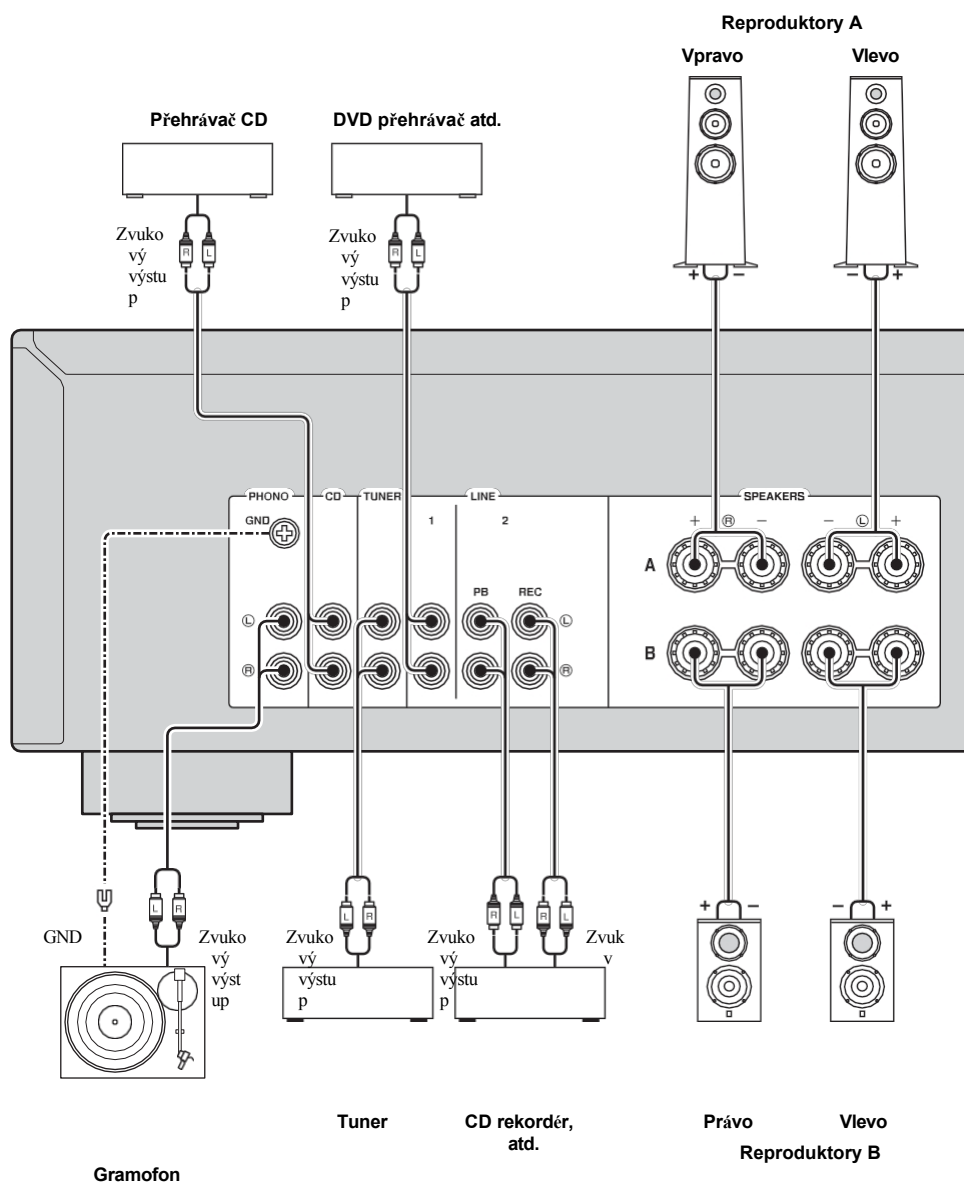 Reproduktory A
Vpravo
Vlevo
Přehrávač CD
DVD přehrávač atd.
Zvuko
vý
výstu
p
R
L
Zvuko
vý
výstu
p
R
L
+
−
−
+
PHONO
CD
TUNER
LINE
SPEAKERS
GND
1
2
+
R
−
−
L
+
A
PB
REC
L
L
B
R
R
L
R
L
R
R
L
R
L
+
−
−
+
GND
Zvuko
vý
výst
up
Zvuko
vý
výstu
p
Zvuko
vý
výstu
p
Zvuk
v
Tuner
CD rekordér,
atd.
Právo
Vlevo
Reproduktory B
Gramofon